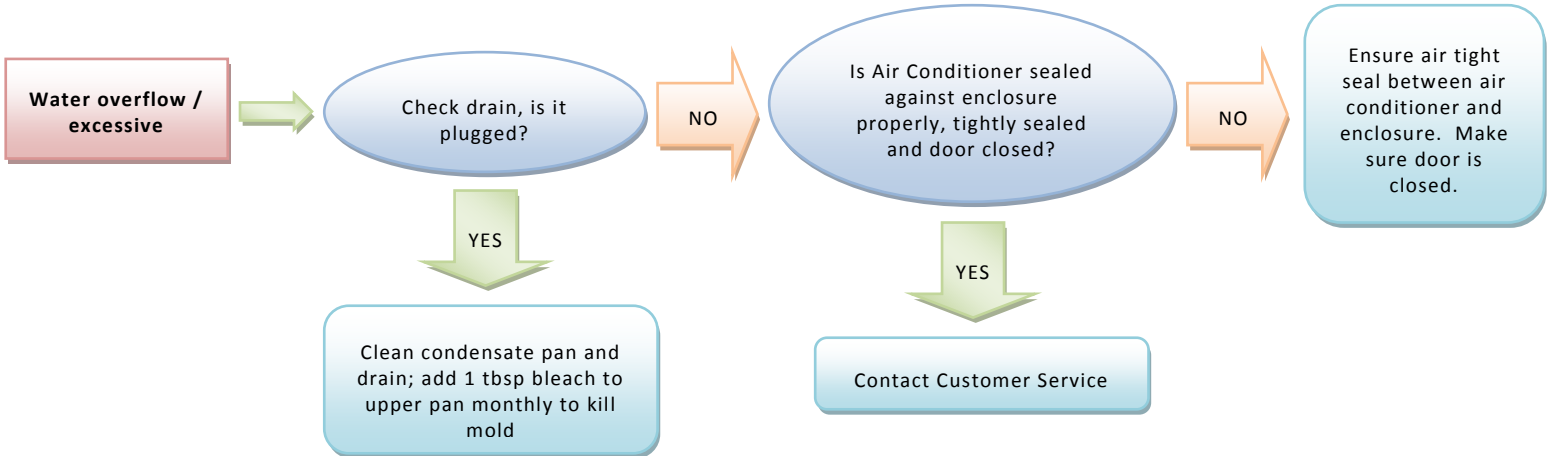 Water overflow /
excessive
Check drain, is it
plugged?
NO
Is Air Conditioner sealed
against enclosure
properly, tightly sealed
and door closed?
NO
Ensure air tight
seal between air
conditioner and
enclosure. Make
sure door is
closed.
YES
YES
Clean condensate pan and
drain; add 1 tbsp bleach to
upper pan monthly to kill
mold
Contact Customer Service